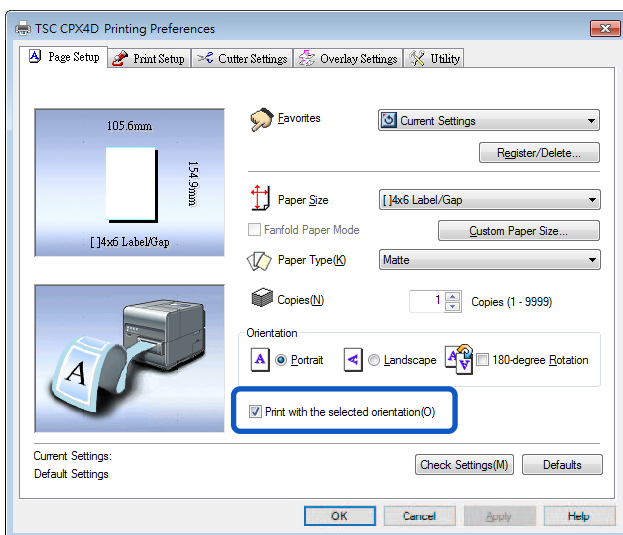 TSC CPX4D Printing Preferences
Page Setup Print Setup Cutter Settings Overlay Settings Utility
105.6mm
154.9mm
[ ]4x6 Label/Gap
Favorites Current Settings
Register/Delete...
Paper Size [ ]4x6 Label/Gap
Fanfold Paper Mode Custom Paper Size...
Paper Type(K) Matte
Copies(N) 1 Copies (1 - 9999)
Orientation
A Portrait A Landscape A A 180-degree Rotation
A
Print with the selected orientation(O)
Current Settings:
Default Settings
Check Settings(M) Defaults
OK Cancel Apply Help